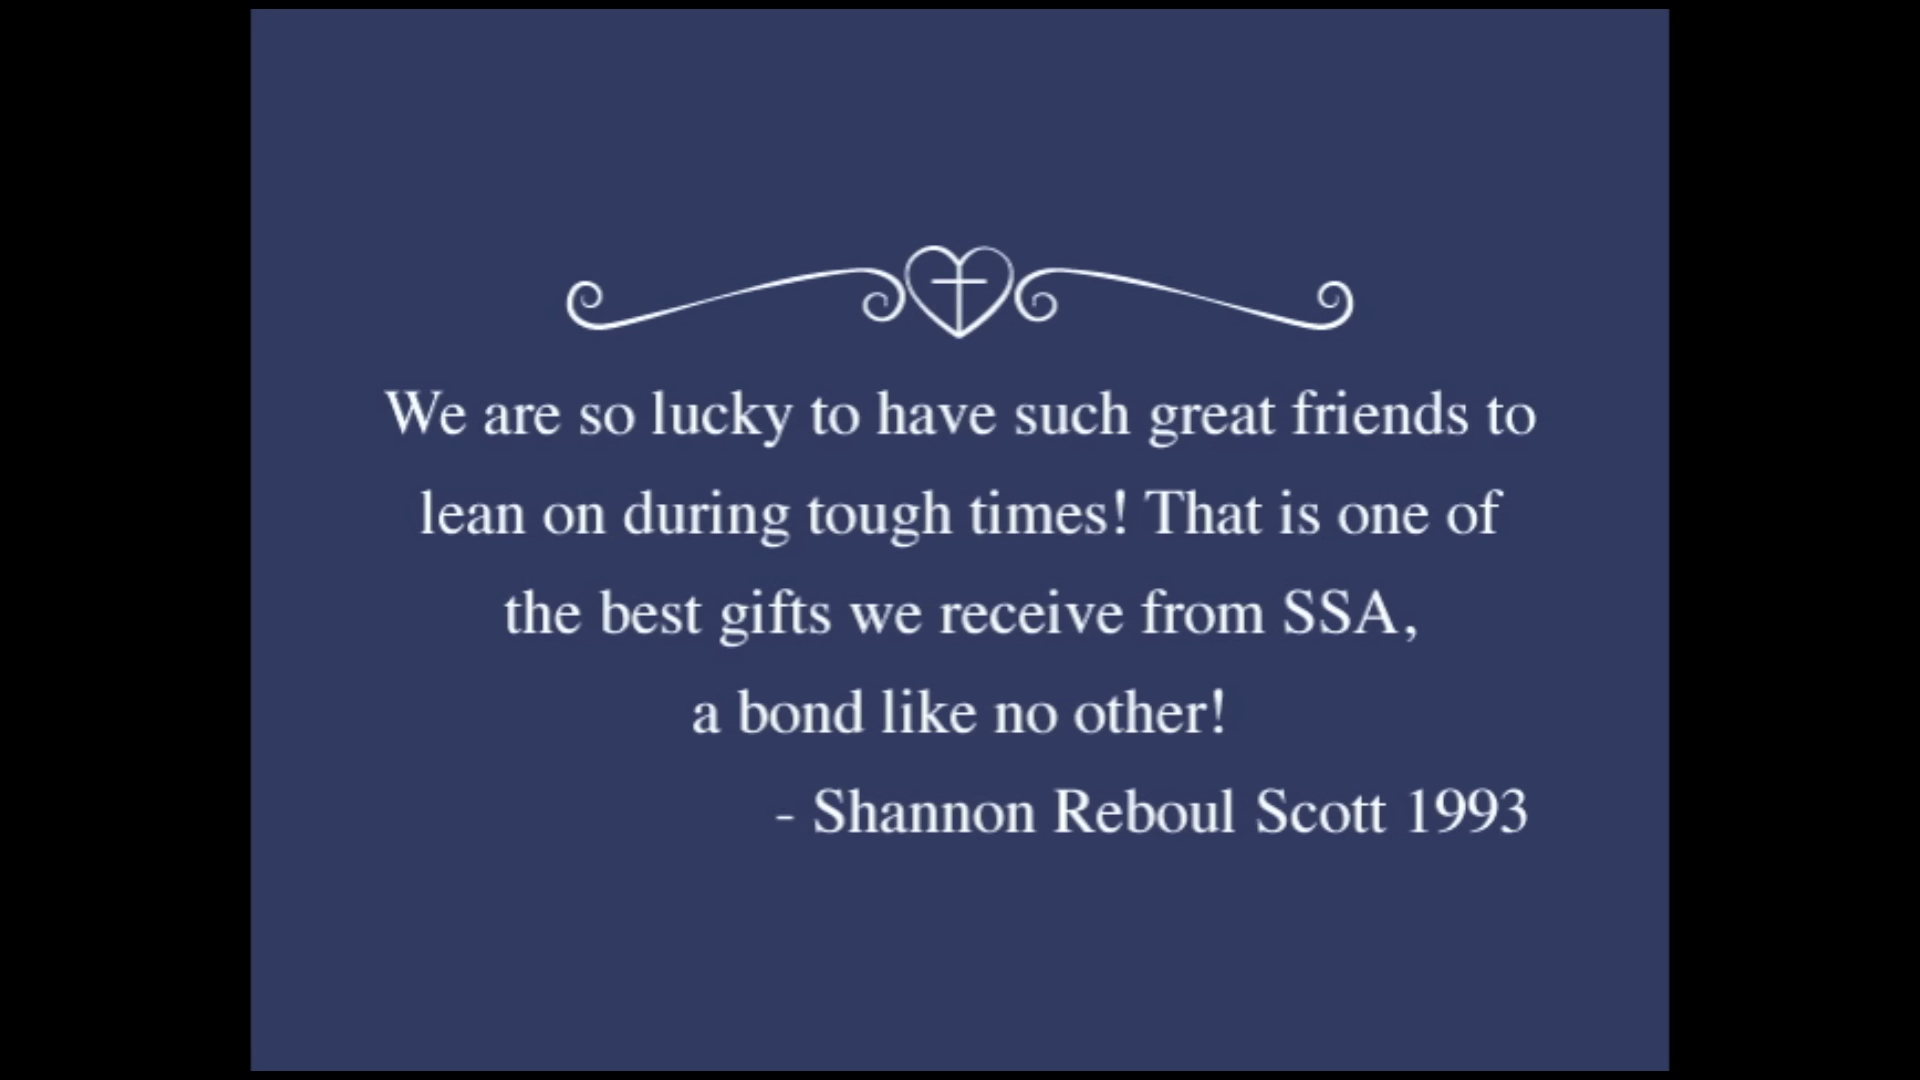 We are so lucky to have such great friends to
lean on during tough times! That is one of
the best gifts we receive from SSA,
a bond like no other!
- Shannon Reboul Scott 1993